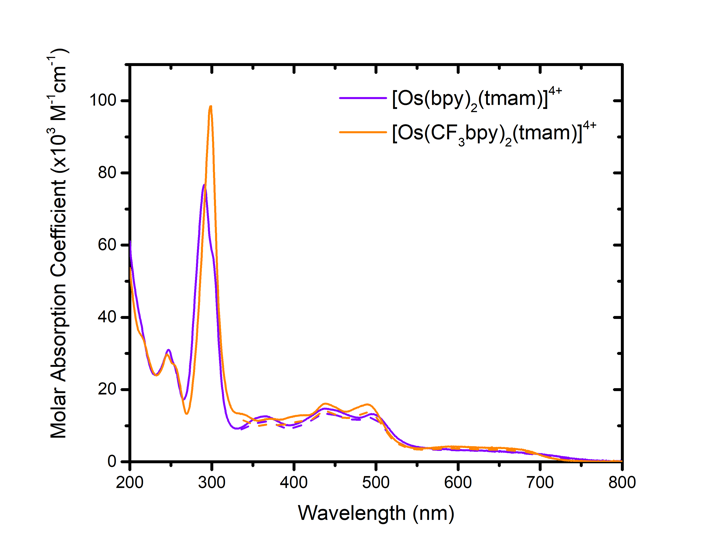 Molar Absorption Coefficient (x10³ M⁻¹cm⁻¹)
[Os(bpy)₂(tmam)]⁴⁺
[Os(CF₃bpy)₂(tmam)]⁴⁺
100
80
60
40
20
0
200 300 400 500 600 700 800
Wavelength (nm)